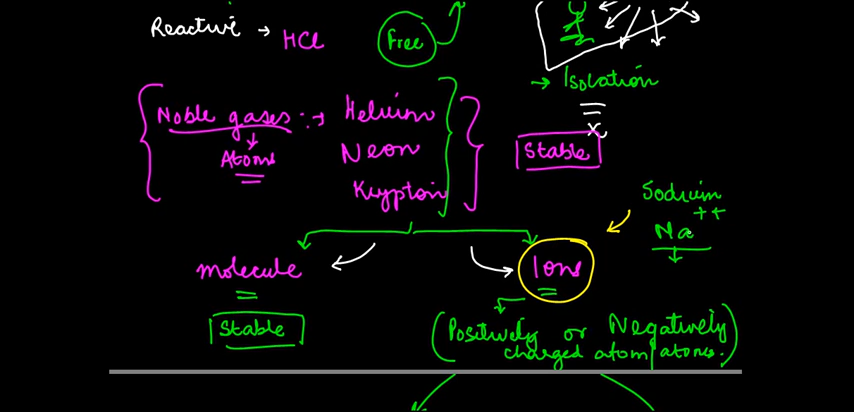 Reactive → HCl
Free
→ Isolation
x
Noble gases :→ Helium
Atoms
Neon
Krypton
Stable
Sodium
Na++
molecule
Ions
Stable
(Positively or Negatively
charged atom/atoms.)